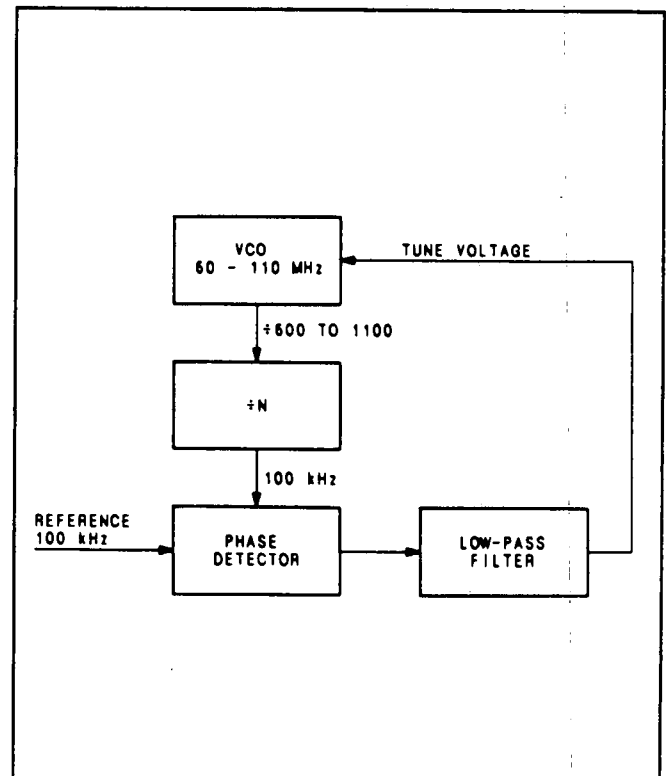 VCO
60 - 110 MHz
TUNE VOLTAGE
÷600 TO 1100
÷N
100 kHz
REFERENCE
100 kHz
PHASE
DETECTOR
LOW-PASS
FILTER